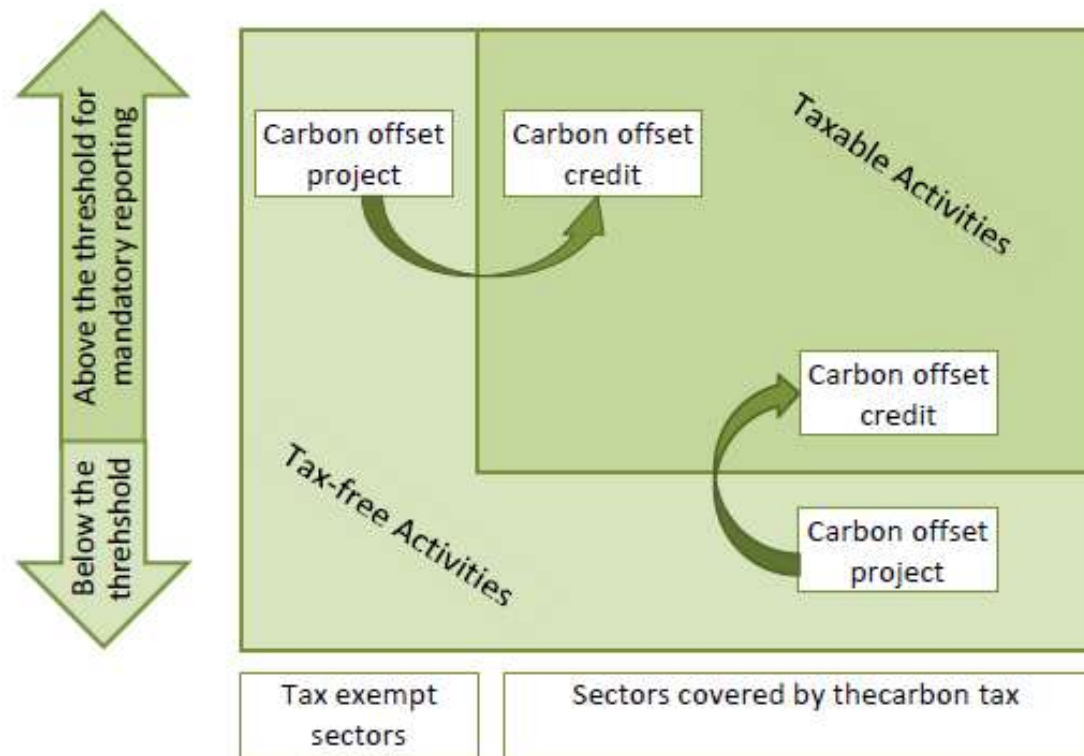 Above the threshold for
mandatory reporting
Below the
threhshold
Carbon offset
project
Carbon offset
credit
Taxable Activities
Carbon offset
credit
Tax-free Activities
Carbon offset
project
Tax exempt
sectors
Sectors covered by thecarbon tax